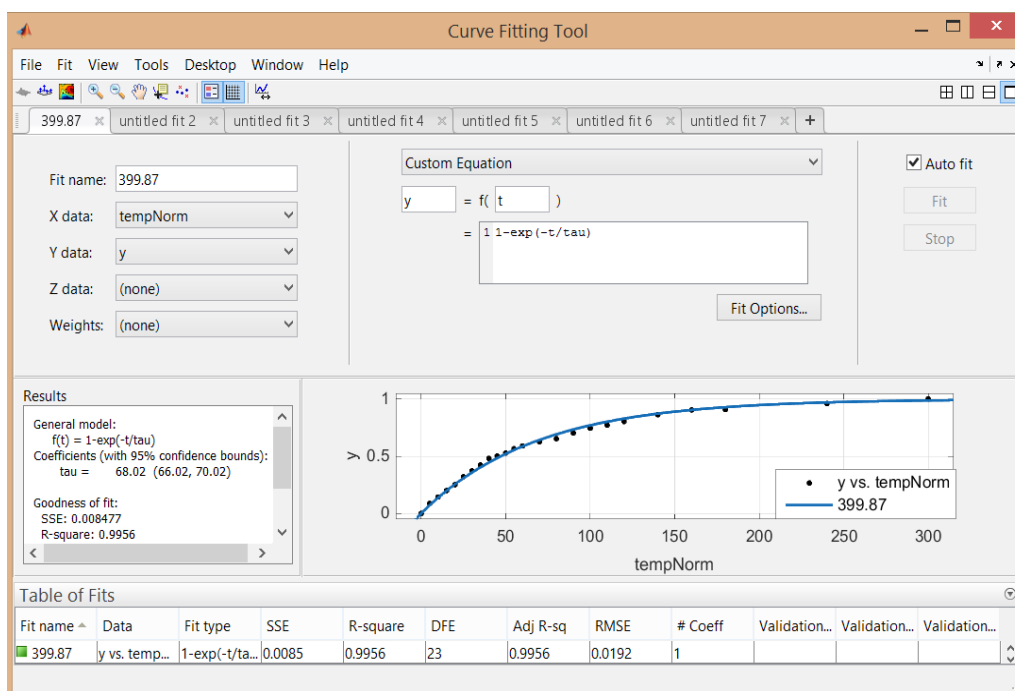 Curve Fitting Tool
File Fit View Tools Desktop Window Help
399.87 untitled fit 2 untitled fit 3 untitled fit 4 untitled fit 5 untitled fit 6 untitled fit 7 +
Fit name: 399.87
X data: tempNorm
Y data: y
Z data: (none)
Weights: (none)
Custom Equation
y = f( t )
= 1 1-exp(-t/tau)
Fit Options...
Auto fit
Fit
Stop
Results
General model:
f(t) = 1-exp(-t/tau)
Coefficients (with 95% confidence bounds):
tau = 68.02 (66.02, 70.02)
Goodness of fit:
SSE: 0.008477
R-square: 0.9956
1
0.5
0
y
0 50 100 150 200 250 300
tempNorm
y vs. tempNorm
399.87
Table of Fits
Fit name Data Fit type SSE R-square DFE Adj R-sq RMSE # Coeff Validation... Validation... Validation...
399.87 y vs. temp... 1-exp(-t/ta... 0.0085 0.9956 23 0.9956 0.0192 1